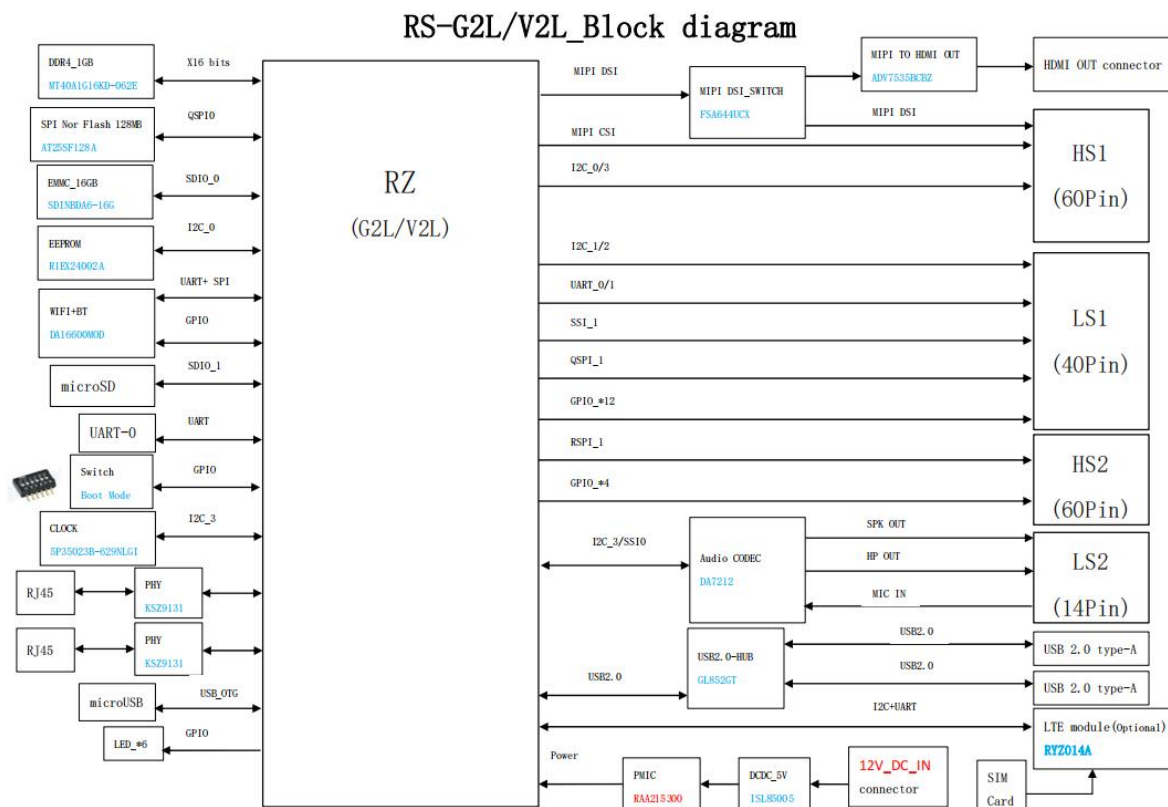 RS-G2L/V2L_Block diagram
DDR4_1GB
MT40A1G16KD-062E
X16 bits
SPI Nor Flash 128MB
AT25SF128A
QSPI0
EMMC_16GB
SDINBDA6-16G
SDIO_0
EEPROM
R1EX24002A
I2C_0
WIFI+BT
DA16600MOD
UART+ SPI
GPIO
microSD
SDIO_1
UART-0
UART
Switch
Boot Mode
GPIO
CLOCK
5P35023B-629NLGI
I2C_3
RJ45
PHY
KSZ9131
RJ45
PHY
KSZ9131
microUSB
USB_OTG
LED_*6
GPIO
RZ
(G2L/V2L)
MIPI DSI
MIPI DSI_SWITCH
FSA644UCX
MIPI TO HDMI OUT
ADV7535BCBZ
HDMI OUT connector
MIPI DSI
MIPI CSI
I2C_0/3
HS1
(60Pin)
I2C_1/2
UART_0/1
SSI_1
QSPI_1
GPIO_*12
LS1
(40Pin)
RSPI_1
GPIO_*4
HS2
(60Pin)
I2C_3/SSI0
Audio CODEC
DA7212
SPK OUT
HP OUT
MIC IN
LS2
(14Pin)
USB2.0
USB2.0-HUB
GL852GT
USB2.0
USB2.0
USB 2.0 type-A
USB 2.0 type-A
I2C+UART
LTE module(Optional)
RYZ014A
Power
PMIC
RAA215300
DCDC_5V
ISL85005
12V_DC_IN
connector
SIM
Card